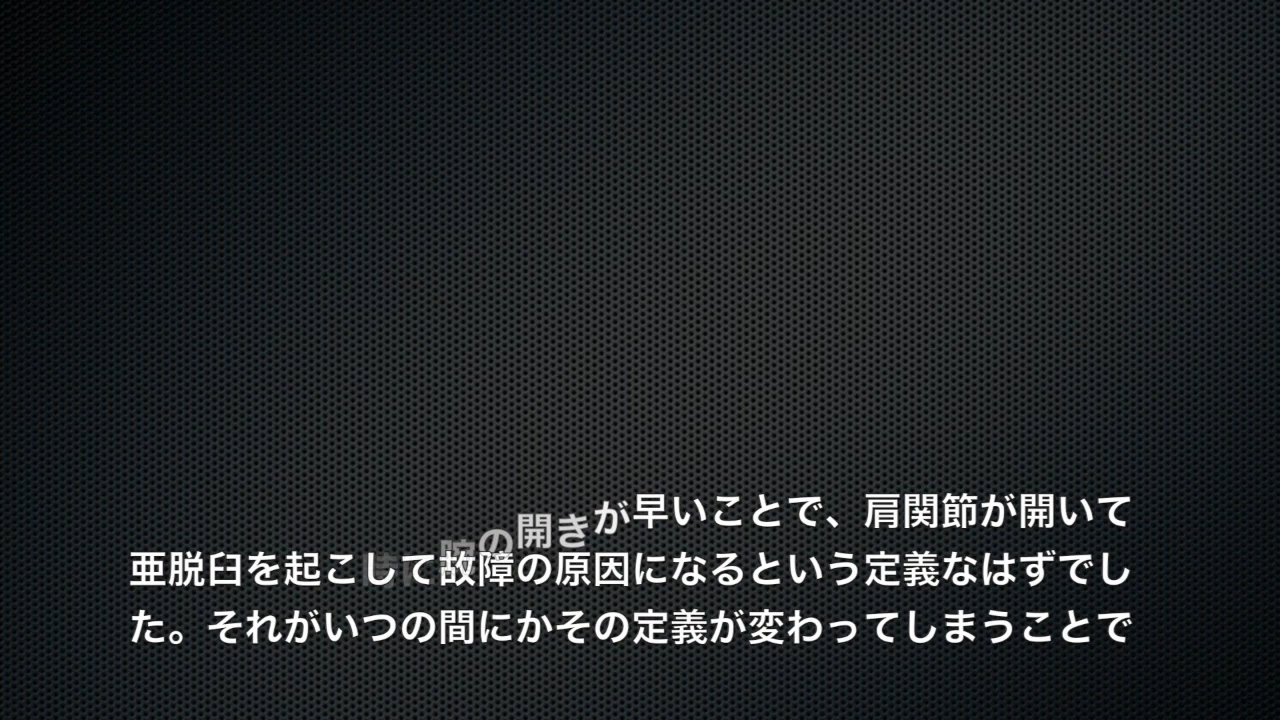 の開きが早いことで、肩関節が開いて
亜脱臼を起こして故障の原因になるという定義なはずでし
た。それがいつの間にかその定義が変わってしまうことで